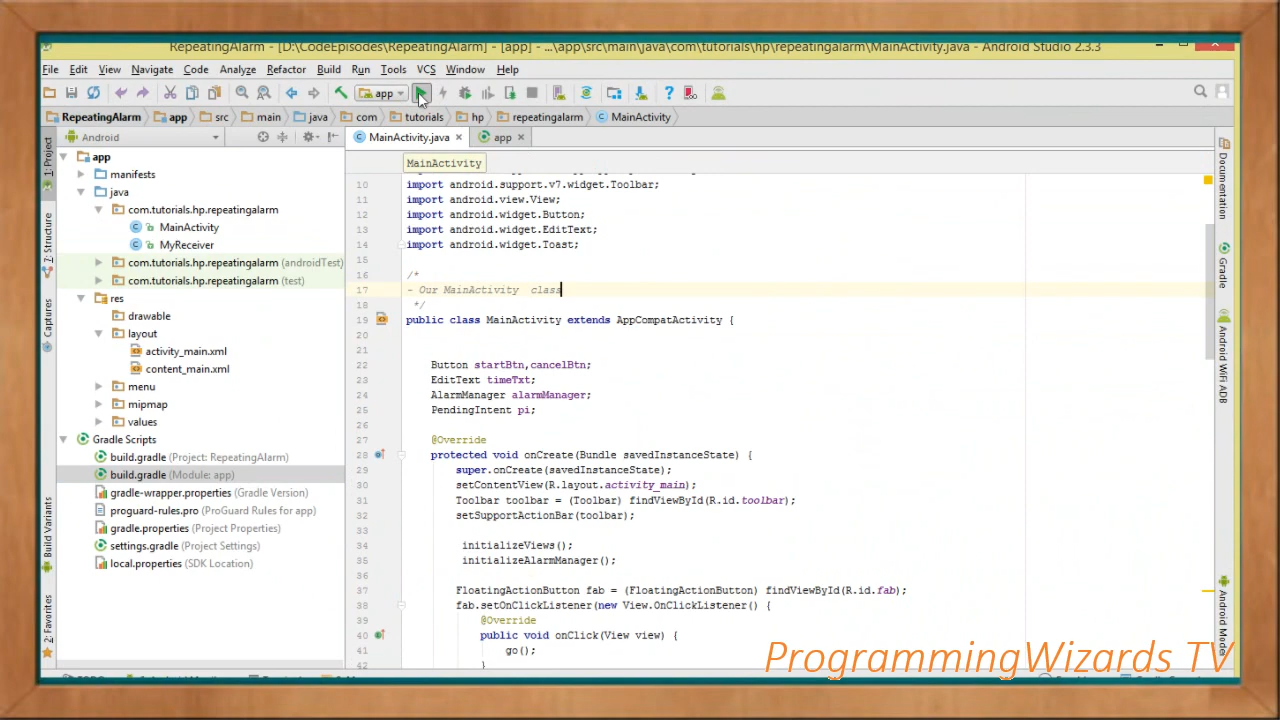 RepeatingAlarm - [D:\CodeEpisodes\RepeatingAlarm] - [app] - ...\app\src\main\java\com\tutorials\hp\repeatingalarm\MainActivity.java - Android Studio 2.3.3
File Edit View Navigate Code Analyze Refactor Build Run Tools VCS Window Help
app
RepeatingAlarm app src main java com tutorials hp repeatingalarm MainActivity
Android
MainActivity.java app
MainActivity
1: Project
7: Structure
Captures
Build Variants
2: Favorites
app
manifests
java
com.tutorials.hp.repeatingalarm
MainActivity
MyReceiver
com.tutorials.hp.repeatingalarm (androidTest)
com.tutorials.hp.repeatingalarm (test)
res
drawable
layout
activity_main.xml
content_main.xml
menu
mipmap
values
Gradle Scripts
build.gradle (Project: RepeatingAlarm)
build.gradle (Module: app)
gradle-wrapper.properties (Gradle Version)
proguard-rules.pro (ProGuard Rules for app)
gradle.properties (Project Properties)
settings.gradle (Project Settings)
local.properties (SDK Location)
10 import android.support.v7.widget.Toolbar;
11 import android.view.View;
12 import android.widget.Button;
13 import android.widget.EditText;
14 import android.widget.Toast;
15
16 /*
17 - Our MainActivity  class
18 */
19 public class MainActivity extends AppCompatActivity {
20
21
22 Button startBtn,cancelBtn;
23 EditText timeTxt;
24 AlarmManager alarmManager;
25 PendingIntent pi;
26
27 @Override
28 protected void onCreate(Bundle savedInstanceState) {
29 super.onCreate(savedInstanceState);
30 setContentView(R.layout.activity_main);
31 Toolbar toolbar = (Toolbar) findViewById(R.id.toolbar);
32 setSupportActionBar(toolbar);
33
34 initializeViews();
35 initializeAlarmManager();
36
37 FloatingActionButton fab = (FloatingActionButton) findViewById(R.id.fab);
38 fab.setOnClickListener(new View.OnClickListener() {
39 @Override
40 public void onClick(View view) {
41 go();
42 }
Documentation
Gradle
Android WiFi ADB
Android Model
ProgrammingWizards TV